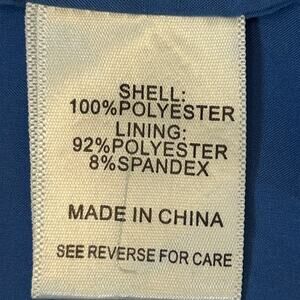 SHELL:
100%POLYESTER
LINING:
92%POLYESTER
8%SPANDEX
MADE IN CHINA
SEE REVERSE FOR CARE